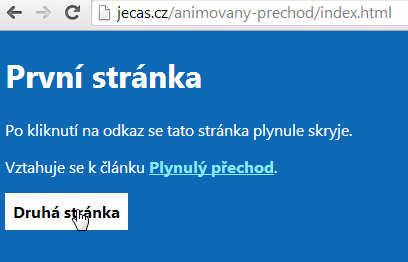 jecas.cz/animovany-prechod/index.html
První stránka
Po kliknutí na odkaz se tato stránka plynule skryje.
Vztahuje se k článku Plynulý přechod.
Druhá stránka